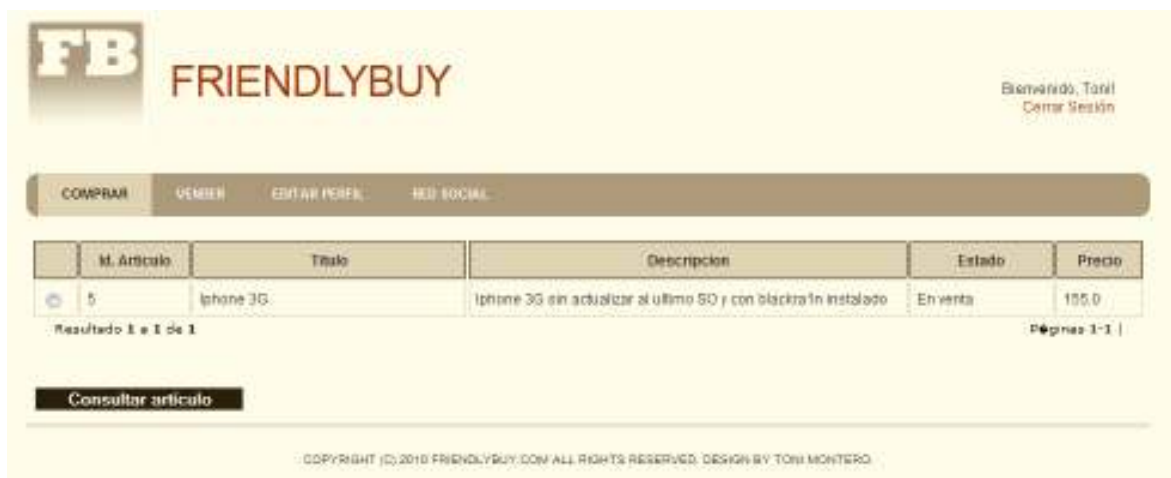 FB
FRIENDLYBUY
Bienvenido, Toni!
Cerrar Sesión
COMPRAR VENDER EDITAR PERFIL RED SOCIAL
Id. Articulo Titulo Descripcion Estado Precio
5 Iphone 3G Iphone 3G sin actualizar al ultimo SO y con blackra1n instalado En venta 155.0
Resultado 1 a 1 de 1 P�ginas 1-1 |
Consultar artículo
COPYRIGHT (C) 2010 FRIENDLYBUY.COM ALL RIGHTS RESERVED. DESIGN BY TONI MONTERO.